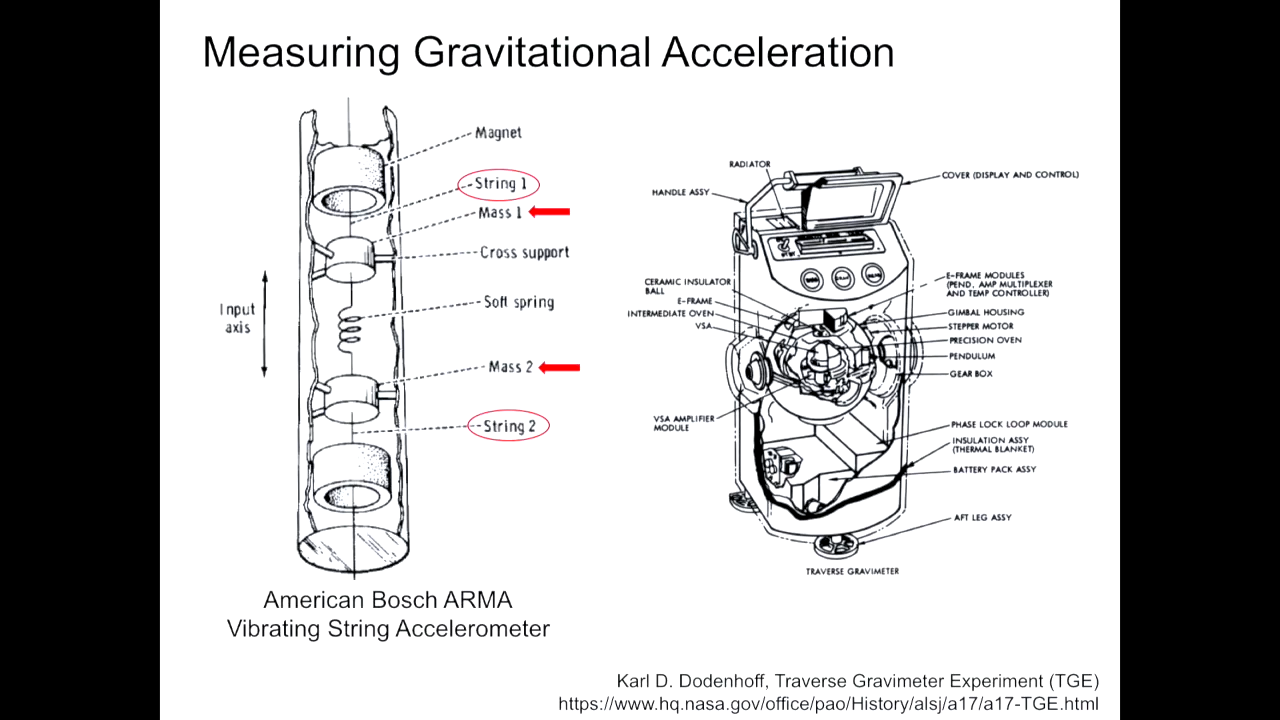 Measuring Gravitational Acceleration
Magnet
String 1
Mass 1
Cross support
Soft spring
Input
axis
Mass 2
String 2
American Bosch ARMA
Vibrating String Accelerometer
RADIATOR
HANDLE ASSY
COVER (DISPLAY AND CONTROL)
CERAMIC INSULATOR
BALL
E-FRAME
INTERMEDIATE OVEN
VSA
E-FRAME MODULES
(PEND, AMP MULTIPLEXER
AND TEMP CONTROLLER)
GIMBAL HOUSING
STEPPER MOTOR
PRECISION OVEN
PENDULUM
GEAR BOX
VSA AMPLIFIER
MODULE
PHASE LOCK LOOP MODULE
INSULATION ASSY
(THERMAL BLANKET)
BATTERY PACK ASSY
AFT LEG ASSY
TRAVERSE GRAVIMETER
Karl D. Dodenhoff, Traverse Gravimeter Experiment (TGE)
https://www.hq.nasa.gov/office/pao/History/alsj/a17/a17-TGE.html